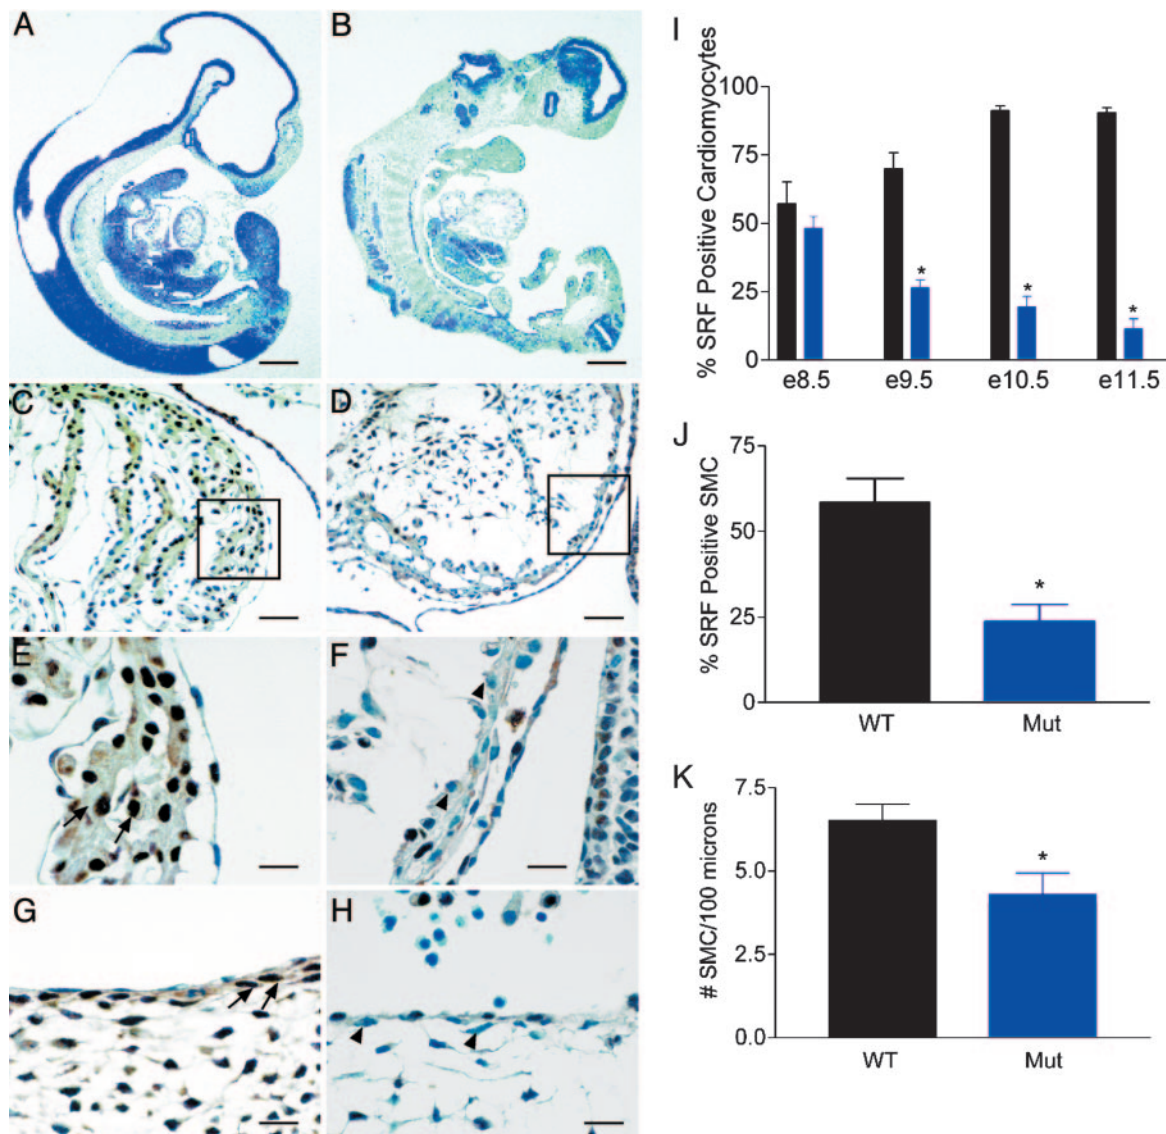 A
B
C
D
E
F
G
H
I
% SRF Positive Cardiomyocytes
100
75
50
25
0
*
*
*
e8.5
e9.5
e10.5
e11.5
J
% SRF Positive SMC
75
50
25
0
*
WT
Mut
K
# SMC/100 microns
7.5
5.0
2.5
0.0
*
WT
Mut